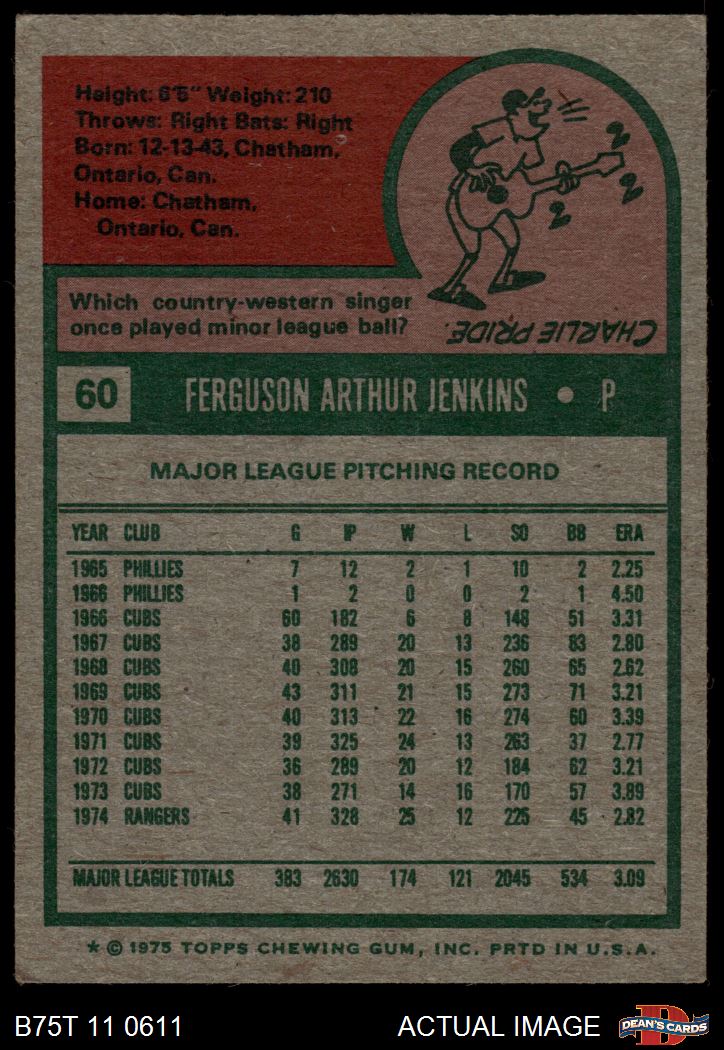 Height: 6'5" Weight: 210
Throws: Right Bats: Right
Born: 12-13-43, Chatham,
Ontario, Can.
Home: Chatham,
Ontario, Can.
Which country-western singer
once played minor league ball?
CHARLIE PRIDE.
60 FERGUSON ARTHUR JENKINS • P
MAJOR LEAGUE PITCHING RECORD
YEAR CLUB G IP W L SO BB ERA
1965 PHILLIES 7 12 2 1 10 2 2.25
1966 PHILLIES 1 2 0 0 2 1 4.50
1966 CUBS 60 182 6 8 148 51 3.31
1967 CUBS 38 289 20 13 236 83 2.80
1968 CUBS 40 308 20 15 260 65 2.62
1969 CUBS 43 311 21 15 273 71 3.21
1970 CUBS 40 313 22 16 274 60 3.39
1971 CUBS 39 325 24 13 263 37 2.77
1972 CUBS 36 289 20 12 184 62 3.21
1973 CUBS 38 271 14 16 170 57 3.89
1974 RANGERS 41 328 25 12 225 45 2.82
MAJOR LEAGUE TOTALS 383 2630 174 121 2045 534 3.09
* © 1975 TOPPS CHEWING GUM, INC. PRTD IN U.S.A.
B75T 11 0611 ACTUAL IMAGE D DEAN'S CARDS